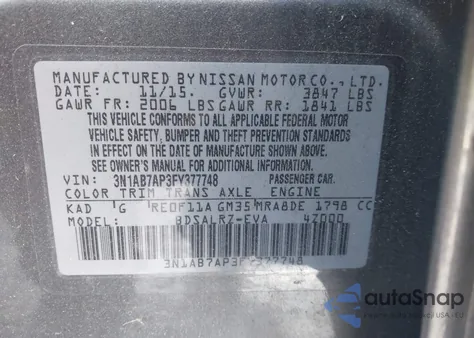 MANUFACTURED BY NISSAN MOTOR CO., LTD.
DATE: 11/15. GVWR: 3847 LBS
GAWR FR: 2006 LBS GAWR RR: 1841 LBS
THIS VEHICLE CONFORMS TO ALL APPLICABLE FEDERAL MOTOR
VEHICLE SAFETY, BUMPER AND THEFT PREVENTION STANDARDS
IN EFFECT ON THE DATE OF MANUFACTURE SHOWN ABOVE.
SEE OWNER'S MANUAL FOR ADDITIONAL INFORMATION
VIN: 3N1AB7AP3FY377748 PASSENGER CAR.
COLOR TRIM TRANS AXLE ENGINE
KAD G RE0F11A GM35 MRA8DE 1798 CC
BDSALRZ-EVA 4Z000
3N1AB7AP3FY377748
autoSnap